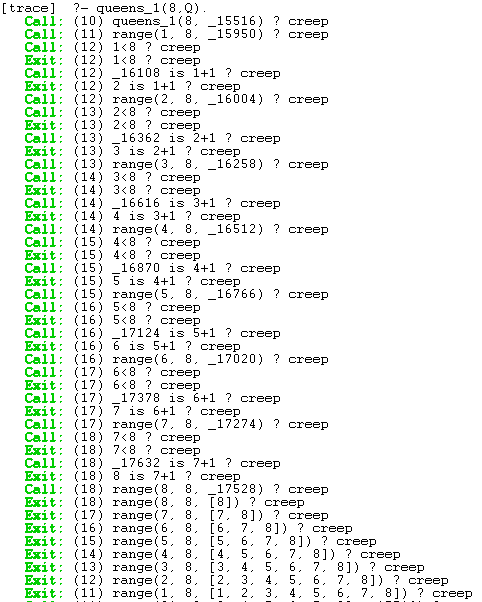 [trace]  ?- queens_1(8,Q).
Call: (10) queens_1(8, _15516) ? creep
Call: (11) range(1, 8, _15950) ? creep
Call: (12) 1<8 ? creep
Exit: (12) 1<8 ? creep
Call: (12) _16108 is 1+1 ? creep
Exit: (12) 2 is 1+1 ? creep
Call: (12) range(2, 8, _16004) ? creep
Call: (13) 2<8 ? creep
Exit: (13) 2<8 ? creep
Call: (13) _16362 is 2+1 ? creep
Exit: (13) 3 is 2+1 ? creep
Call: (13) range(3, 8, _16258) ? creep
Call: (14) 3<8 ? creep
Exit: (14) 3<8 ? creep
Call: (14) _16616 is 3+1 ? creep
Exit: (14) 4 is 3+1 ? creep
Call: (14) range(4, 8, _16512) ? creep
Call: (15) 4<8 ? creep
Exit: (15) 4<8 ? creep
Call: (15) _16870 is 4+1 ? creep
Exit: (15) 5 is 4+1 ? creep
Call: (15) range(5, 8, _16766) ? creep
Call: (16) 5<8 ? creep
Exit: (16) 5<8 ? creep
Call: (16) _17124 is 5+1 ? creep
Exit: (16) 6 is 5+1 ? creep
Call: (16) range(6, 8, _17020) ? creep
Call: (17) 6<8 ? creep
Exit: (17) 6<8 ? creep
Call: (17) _17378 is 6+1 ? creep
Exit: (17) 7 is 6+1 ? creep
Call: (17) range(7, 8, _17274) ? creep
Call: (18) 7<8 ? creep
Exit: (18) 7<8 ? creep
Call: (18) _17632 is 7+1 ? creep
Exit: (18) 8 is 7+1 ? creep
Call: (18) range(8, 8, _17528) ? creep
Exit: (18) range(8, 8, [8]) ? creep
Exit: (17) range(7, 8, [7, 8]) ? creep
Exit: (16) range(6, 8, [6, 7, 8]) ? creep
Exit: (15) range(5, 8, [5, 6, 7, 8]) ? creep
Exit: (14) range(4, 8, [4, 5, 6, 7, 8]) ? creep
Exit: (13) range(3, 8, [3, 4, 5, 6, 7, 8]) ? creep
Exit: (12) range(2, 8, [2, 3, 4, 5, 6, 7, 8]) ? creep
Exit: (11) range(1, 8, [1, 2, 3, 4, 5, 6, 7, 8]) ? creep